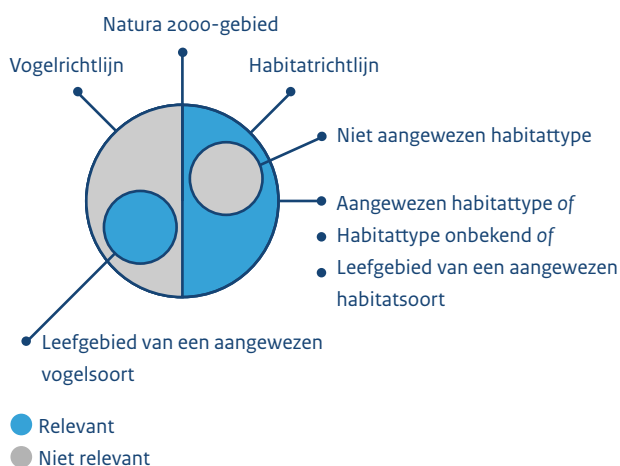 Natura 2000-gebied
Vogelrichtlijn
Habitatrichtlijn
Niet aangewezen habitattype
Aangewezen habitattype of
Habitattype onbekend of
Leefgebied van een aangewezen
habitatsoort
Leefgebied van een aangewezen
vogelsoort
Relevant
Niet relevant